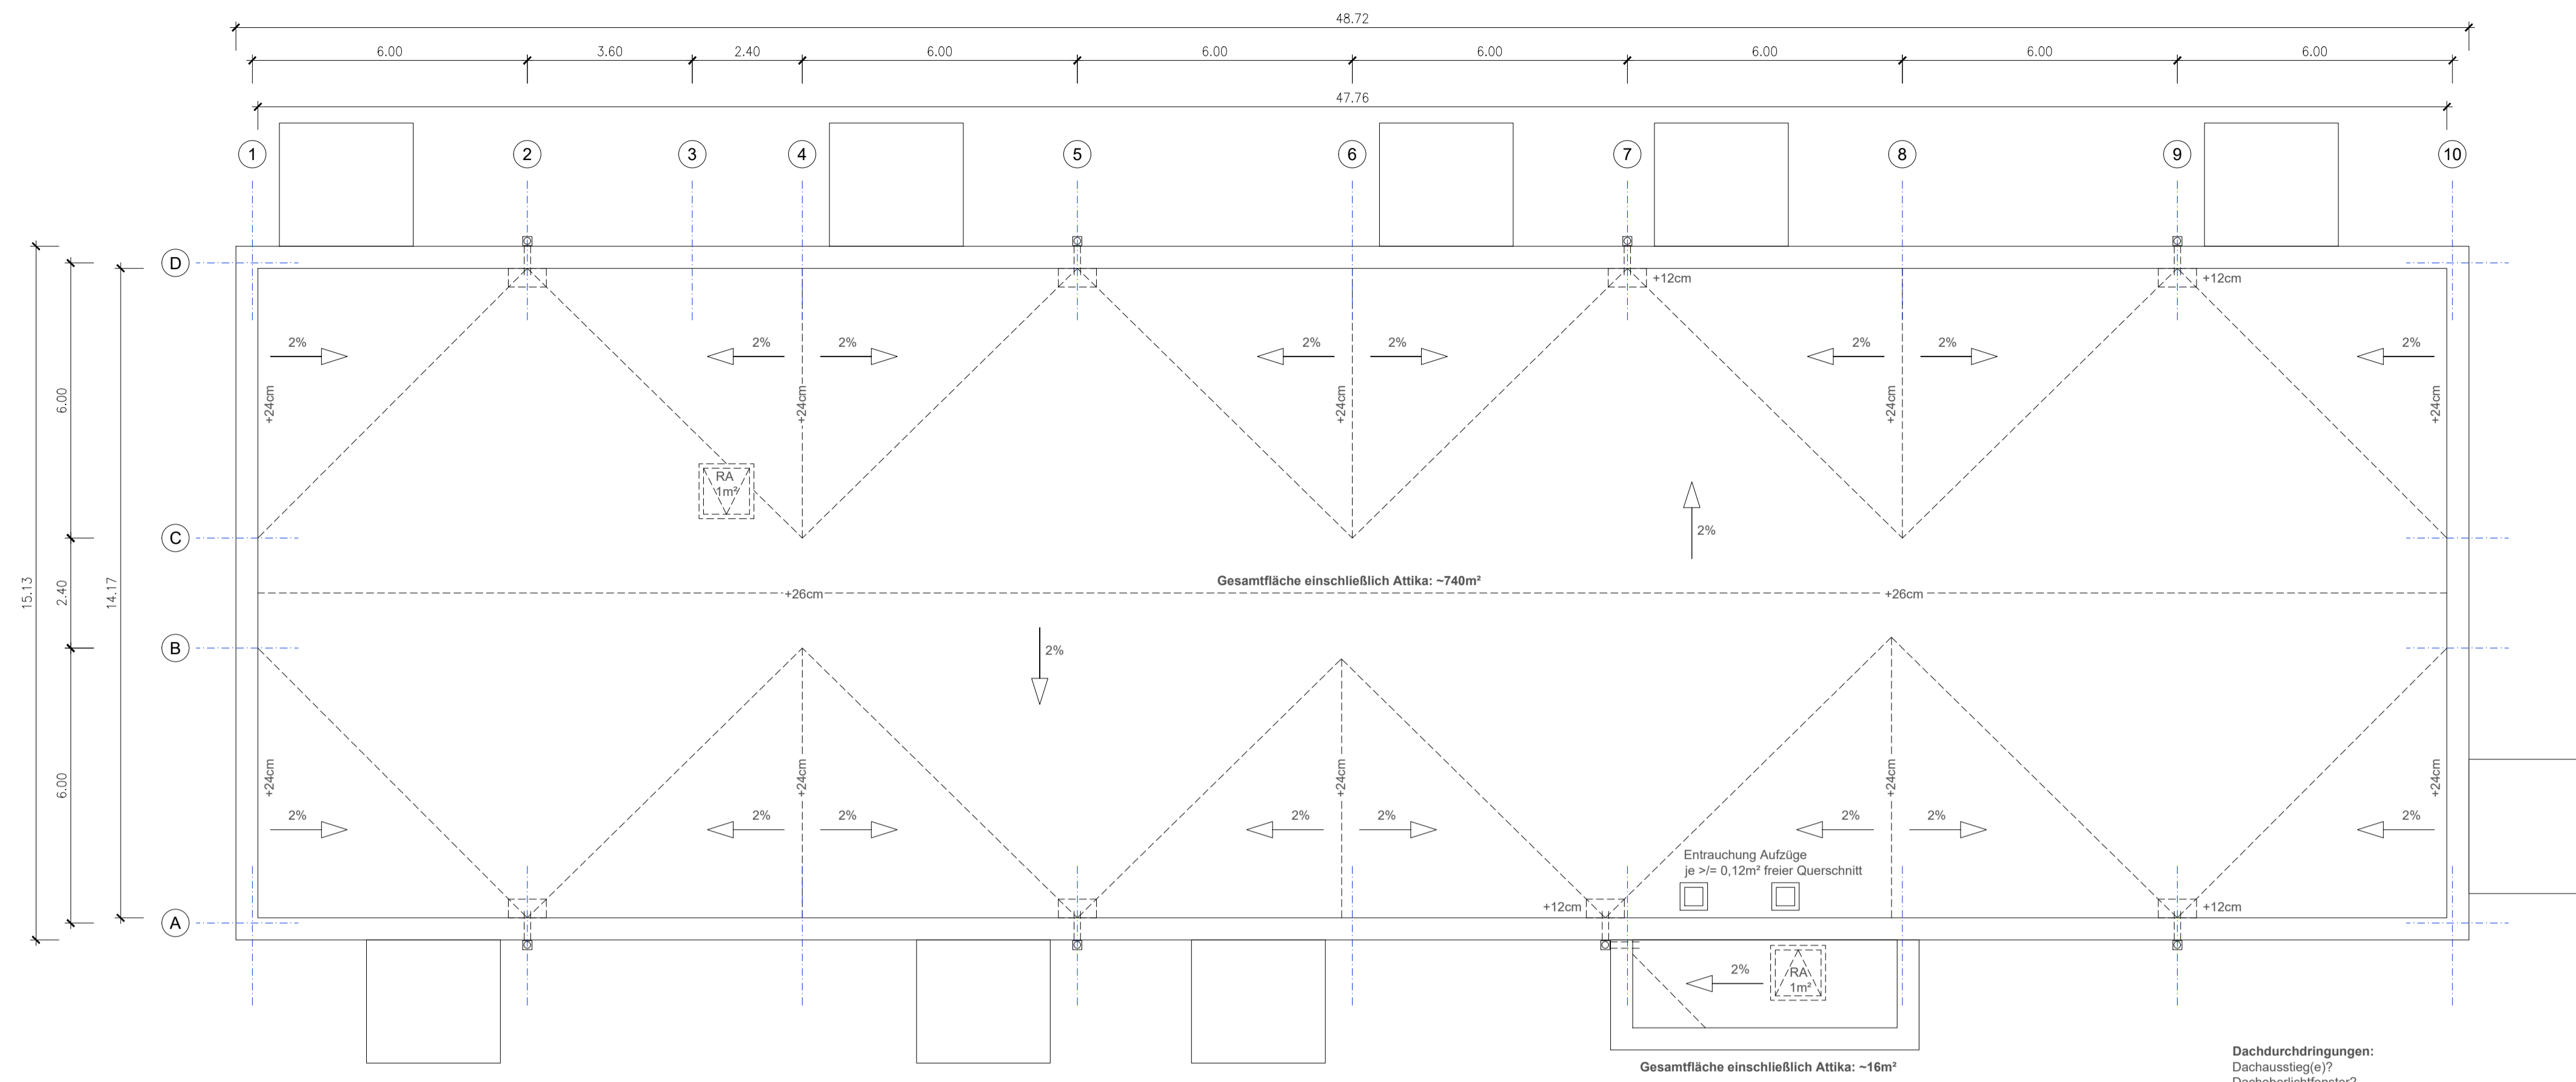 48.72
6.00 3.60 2.40 6.00 6.00 6.00 6.00 6.00 6.00
47.76
1 2 3 4 5 6 7 8 9 10
D
+12cm +12cm
2% 2% 2% 2% 2% 2% 2% 2%
6.00
+24cm +24cm +24cm +24cm +24cm
RA
1m²
2%
C
15.13
2.40
14.17
Gesamtfläche einschließlich Attika: ~740m²
+26cm +26cm
B
2%
6.00
+24cm +24cm +24cm +24cm +24cm
2% 2% 2% 2% 2% 2% 2% 2%
Entrauchung Aufzüge
je >/= 0,12m² freier Querschnitt
+12cm +12cm
A
2%
RA
1m²
Gesamtfläche einschließlich Attika: ~16m²
Dachdurchdringungen:
Dachausstieg(e)?
Dachoberlichtfenster?